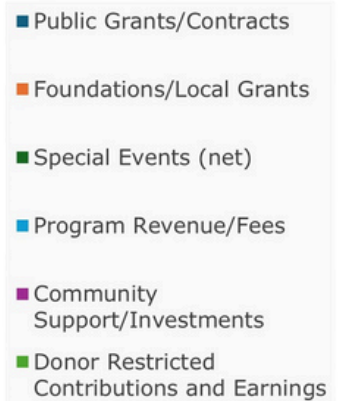 Public Grants/Contracts
Foundations/Local Grants
Special Events (net)
Program Revenue/Fees
Community
Support/Investments
Donor Restricted
Contributions and Earnings